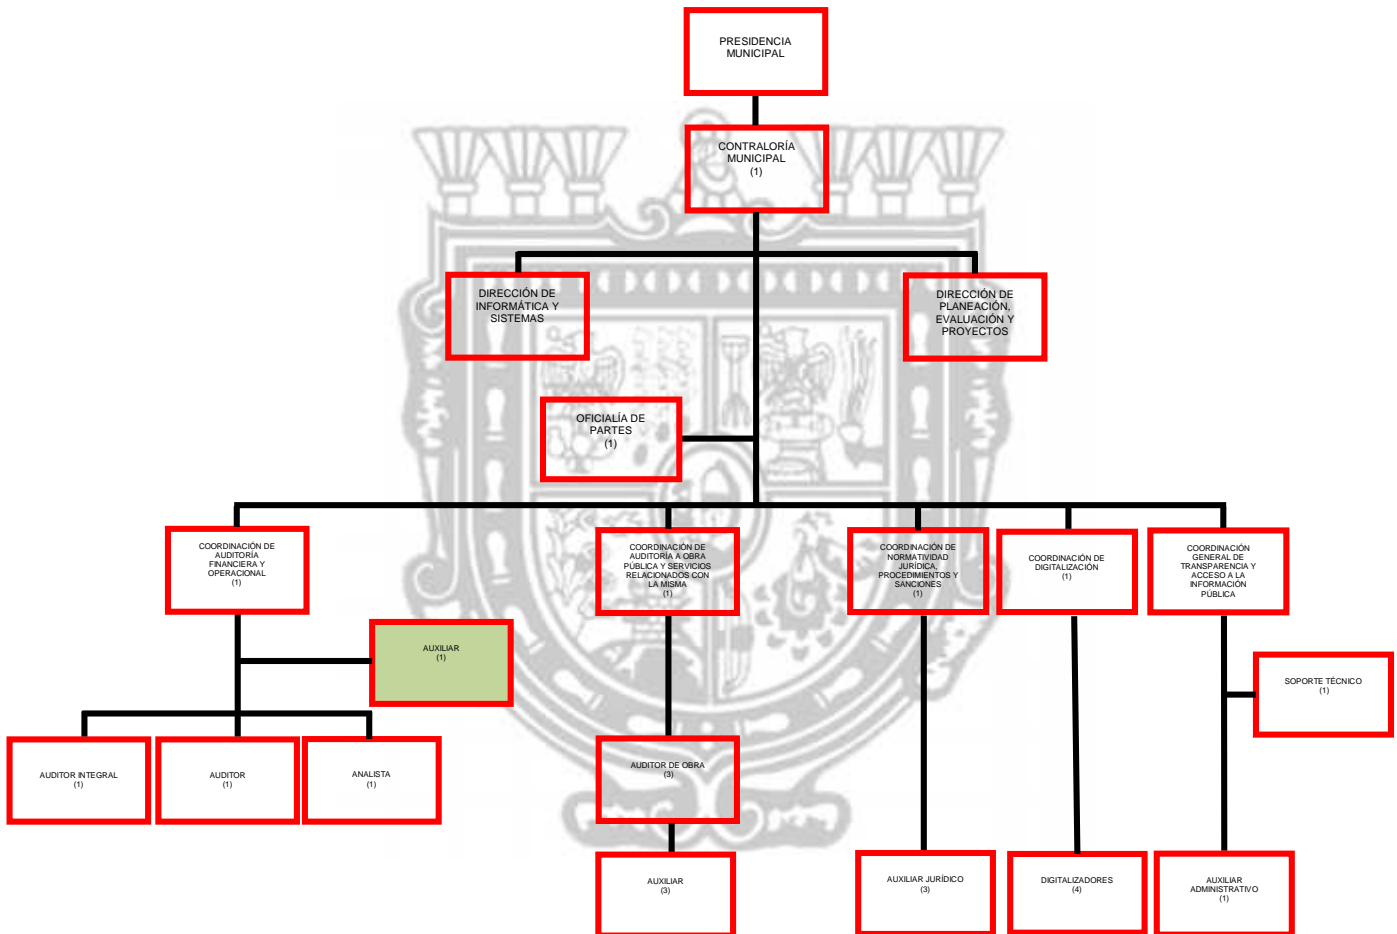 PRESIDENCIA
MUNICIPAL
CONTRALORÍA
MUNICIPAL
(1)
DIRECCIÓN DE
INFORMÁTICA Y
SISTEMAS
DIRECCIÓN DE
PLANEACIÓN,
EVALUACIÓN Y
PROYECTOS
OFICIALÍA DE
PARTES
(1)
COORDINACIÓN DE
AUDITORÍA
FINANCIERA Y
OPERACIONAL
(1)
COORDINACIÓN DE
AUDITORÍA A OBRA
PÚBLICA Y SERVICIOS
RELACIONADOS CON
LA MISMA
(1)
COORDINACIÓN DE
NORMATIVIDAD
JURÍDICA,
PROCEDIMIENTOS Y
SANCIONES
(1)
COORDINACIÓN DE
DIGITALIZACIÓN
(1)
COORDINACIÓN
GENERAL DE
TRANSPARENCIA Y
ACCESO A LA
INFORMACIÓN
PÚBLICA
AUXILIAR
(1)
SOPORTE TÉCNICO
(1)
AUDITOR INTEGRAL
(1)
AUDITOR
(1)
ANALISTA
(1)
AUDITOR DE OBRA
(3)
AUXILIAR
(3)
AUXILIAR JURÍDICO
(3)
DIGITALIZADORES
(4)
AUXILIAR
ADMINISTRATIVO
(1)